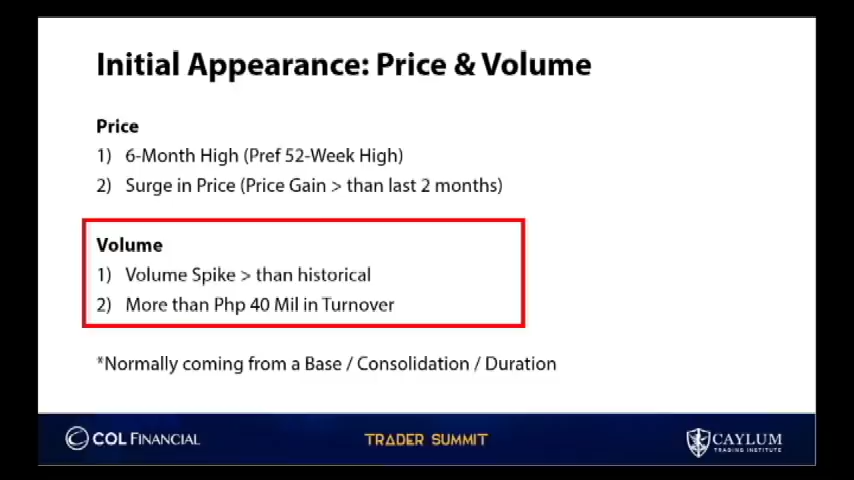 Initial Appearance: Price & Volume
Price
1) 6-Month High (Pref 52-Week High)
2) Surge in Price (Price Gain > than last 2 months)
Volume
1) Volume Spike > than historical
2) More than Php 40 Mil in Turnover
*Normally coming from a Base / Consolidation / Duration
COL FINANCIAL
TRADER SUMMIT
CAYLUM
TRADING INSTITUTE